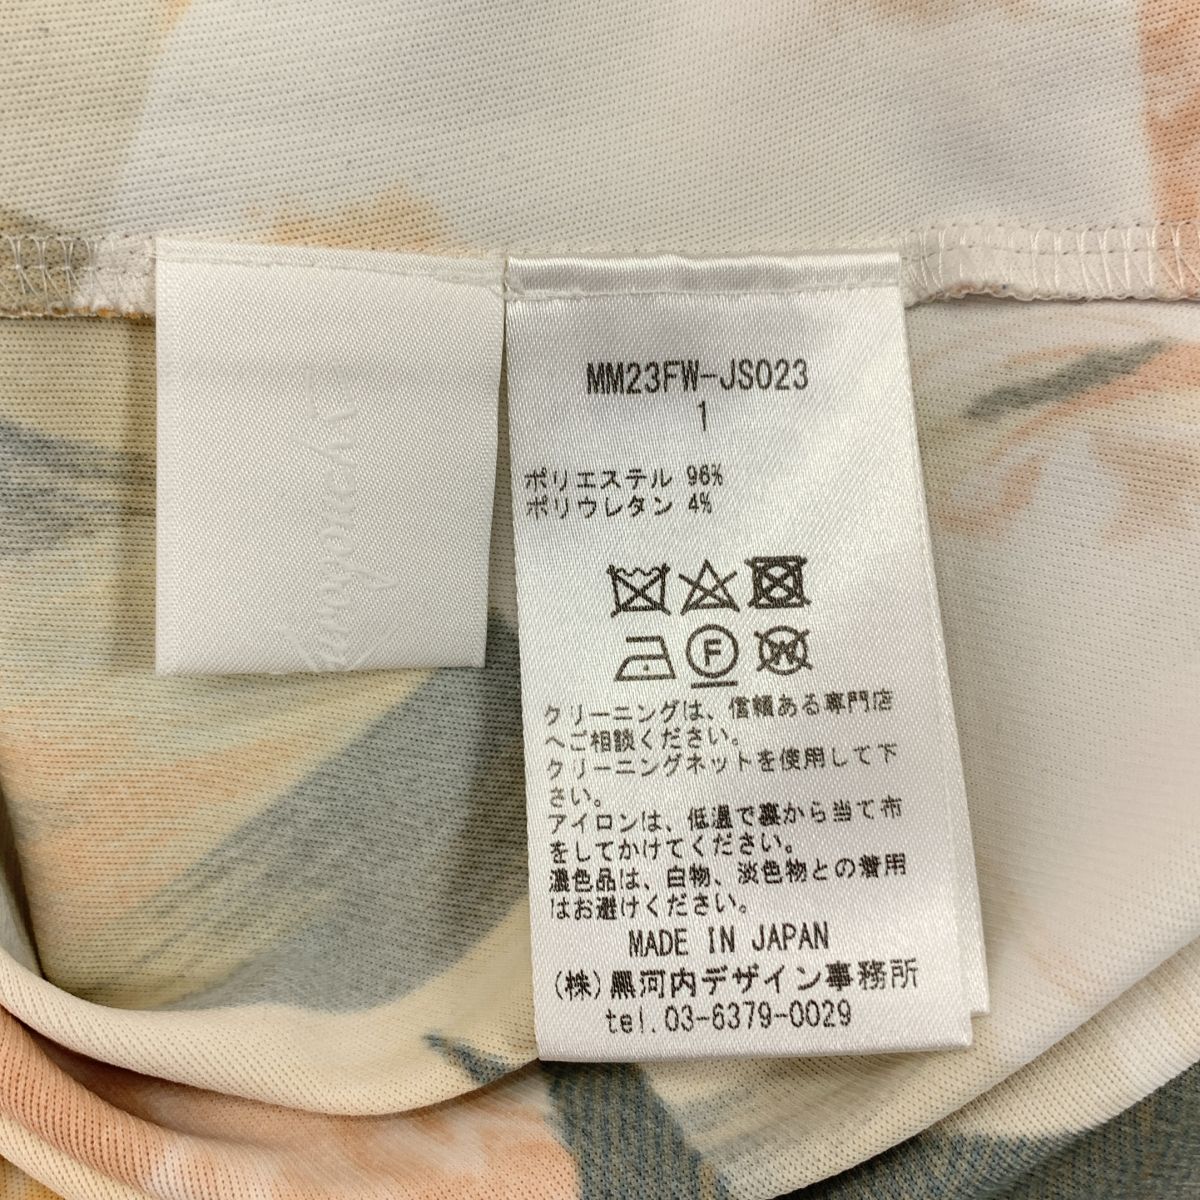 MM23FW-JS023
1
ポリエステル 96%
ポリウレタン 4%
F
W
クリーニングは、信頼ある専門店
へご相談ください。
クリーニングネットを使用して下
さい。
アイロンは、低温で裏から当て布
をしてかけてください。
濃色品は、白物、淡色物との着用
はお避けください。
MADE IN JAPAN
(株)黒河内デザイン事務所
tel.03-6379-0029